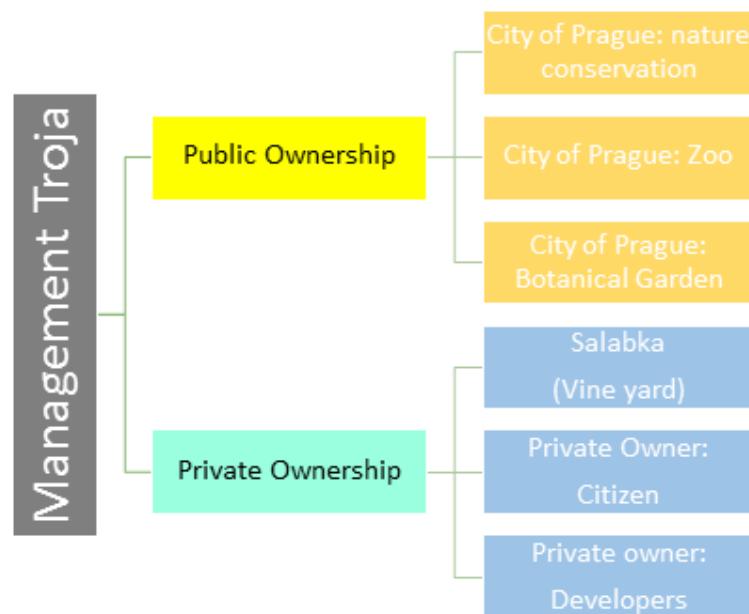 Management Troja
Public Ownership
City of Prague: nature
conservation
City of Prague: Zoo
City of Prague:
Botanical Garden
Private Ownership
Salabka
(Vine yard)
Private Owner:
Citizen
Private owner:
Developers